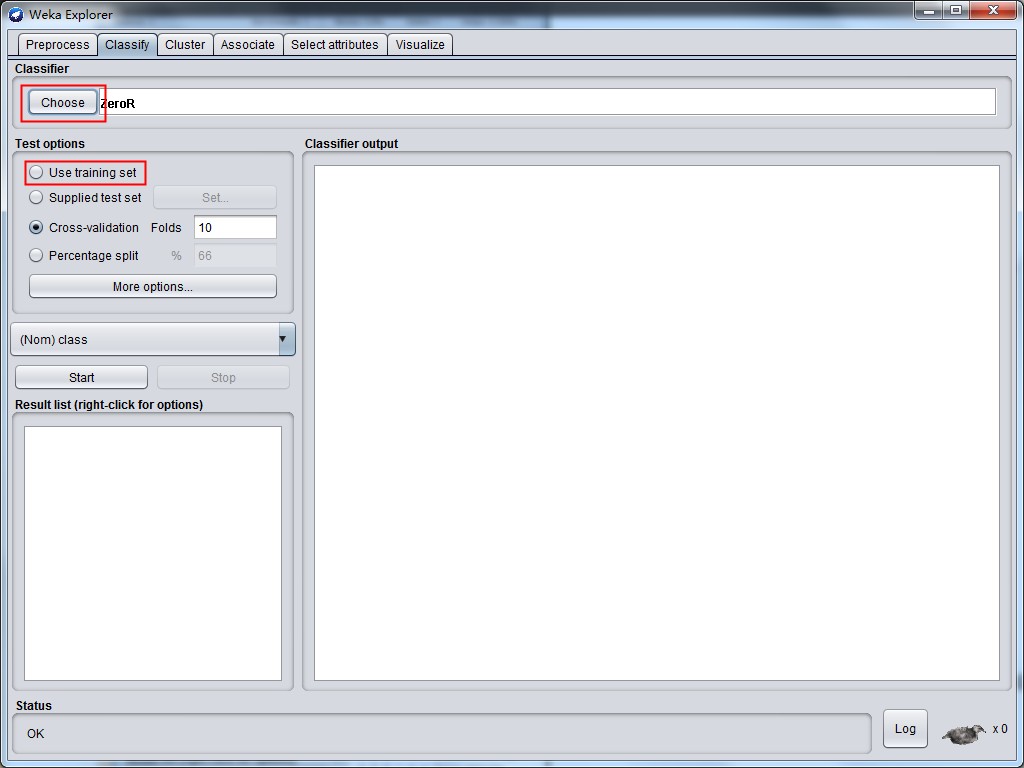 Weka Explorer
Preprocess Classify Cluster Associate Select attributes Visualize
Classifier
Choose ZeroR
Test options
Use training set
Supplied test set Set...
Cross-validation Folds 10
Percentage split % 66
More options...
(Nom) class
Start Stop
Result list (right-click for options)
Classifier output
Status
OK
Log x 0